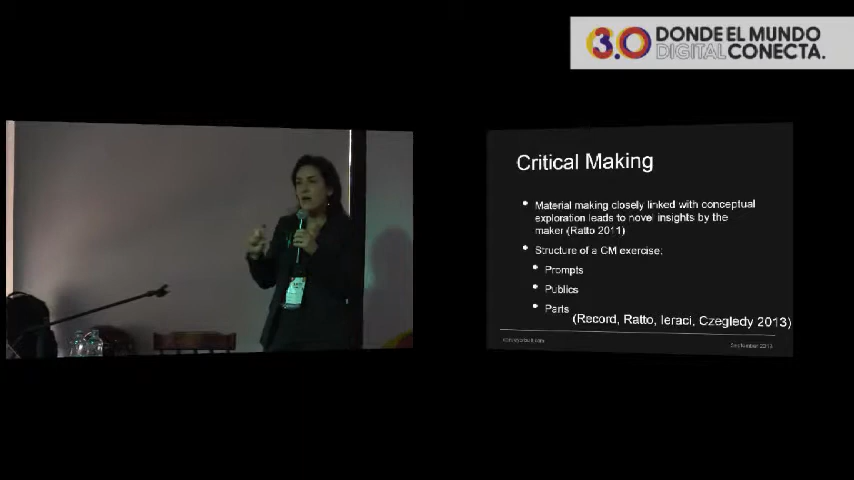 3.0 DONDE EL MUNDO
DIGITAL CONECTA.
Critical Making
Material making closely linked with conceptual
exploration leads to novel insights by the
maker (Ratto 2011)
Structure of a CM exercise:
Prompts
Publics
Parts
(Record, Ratto, Ieraci, Czegledy 2013)
September 2013